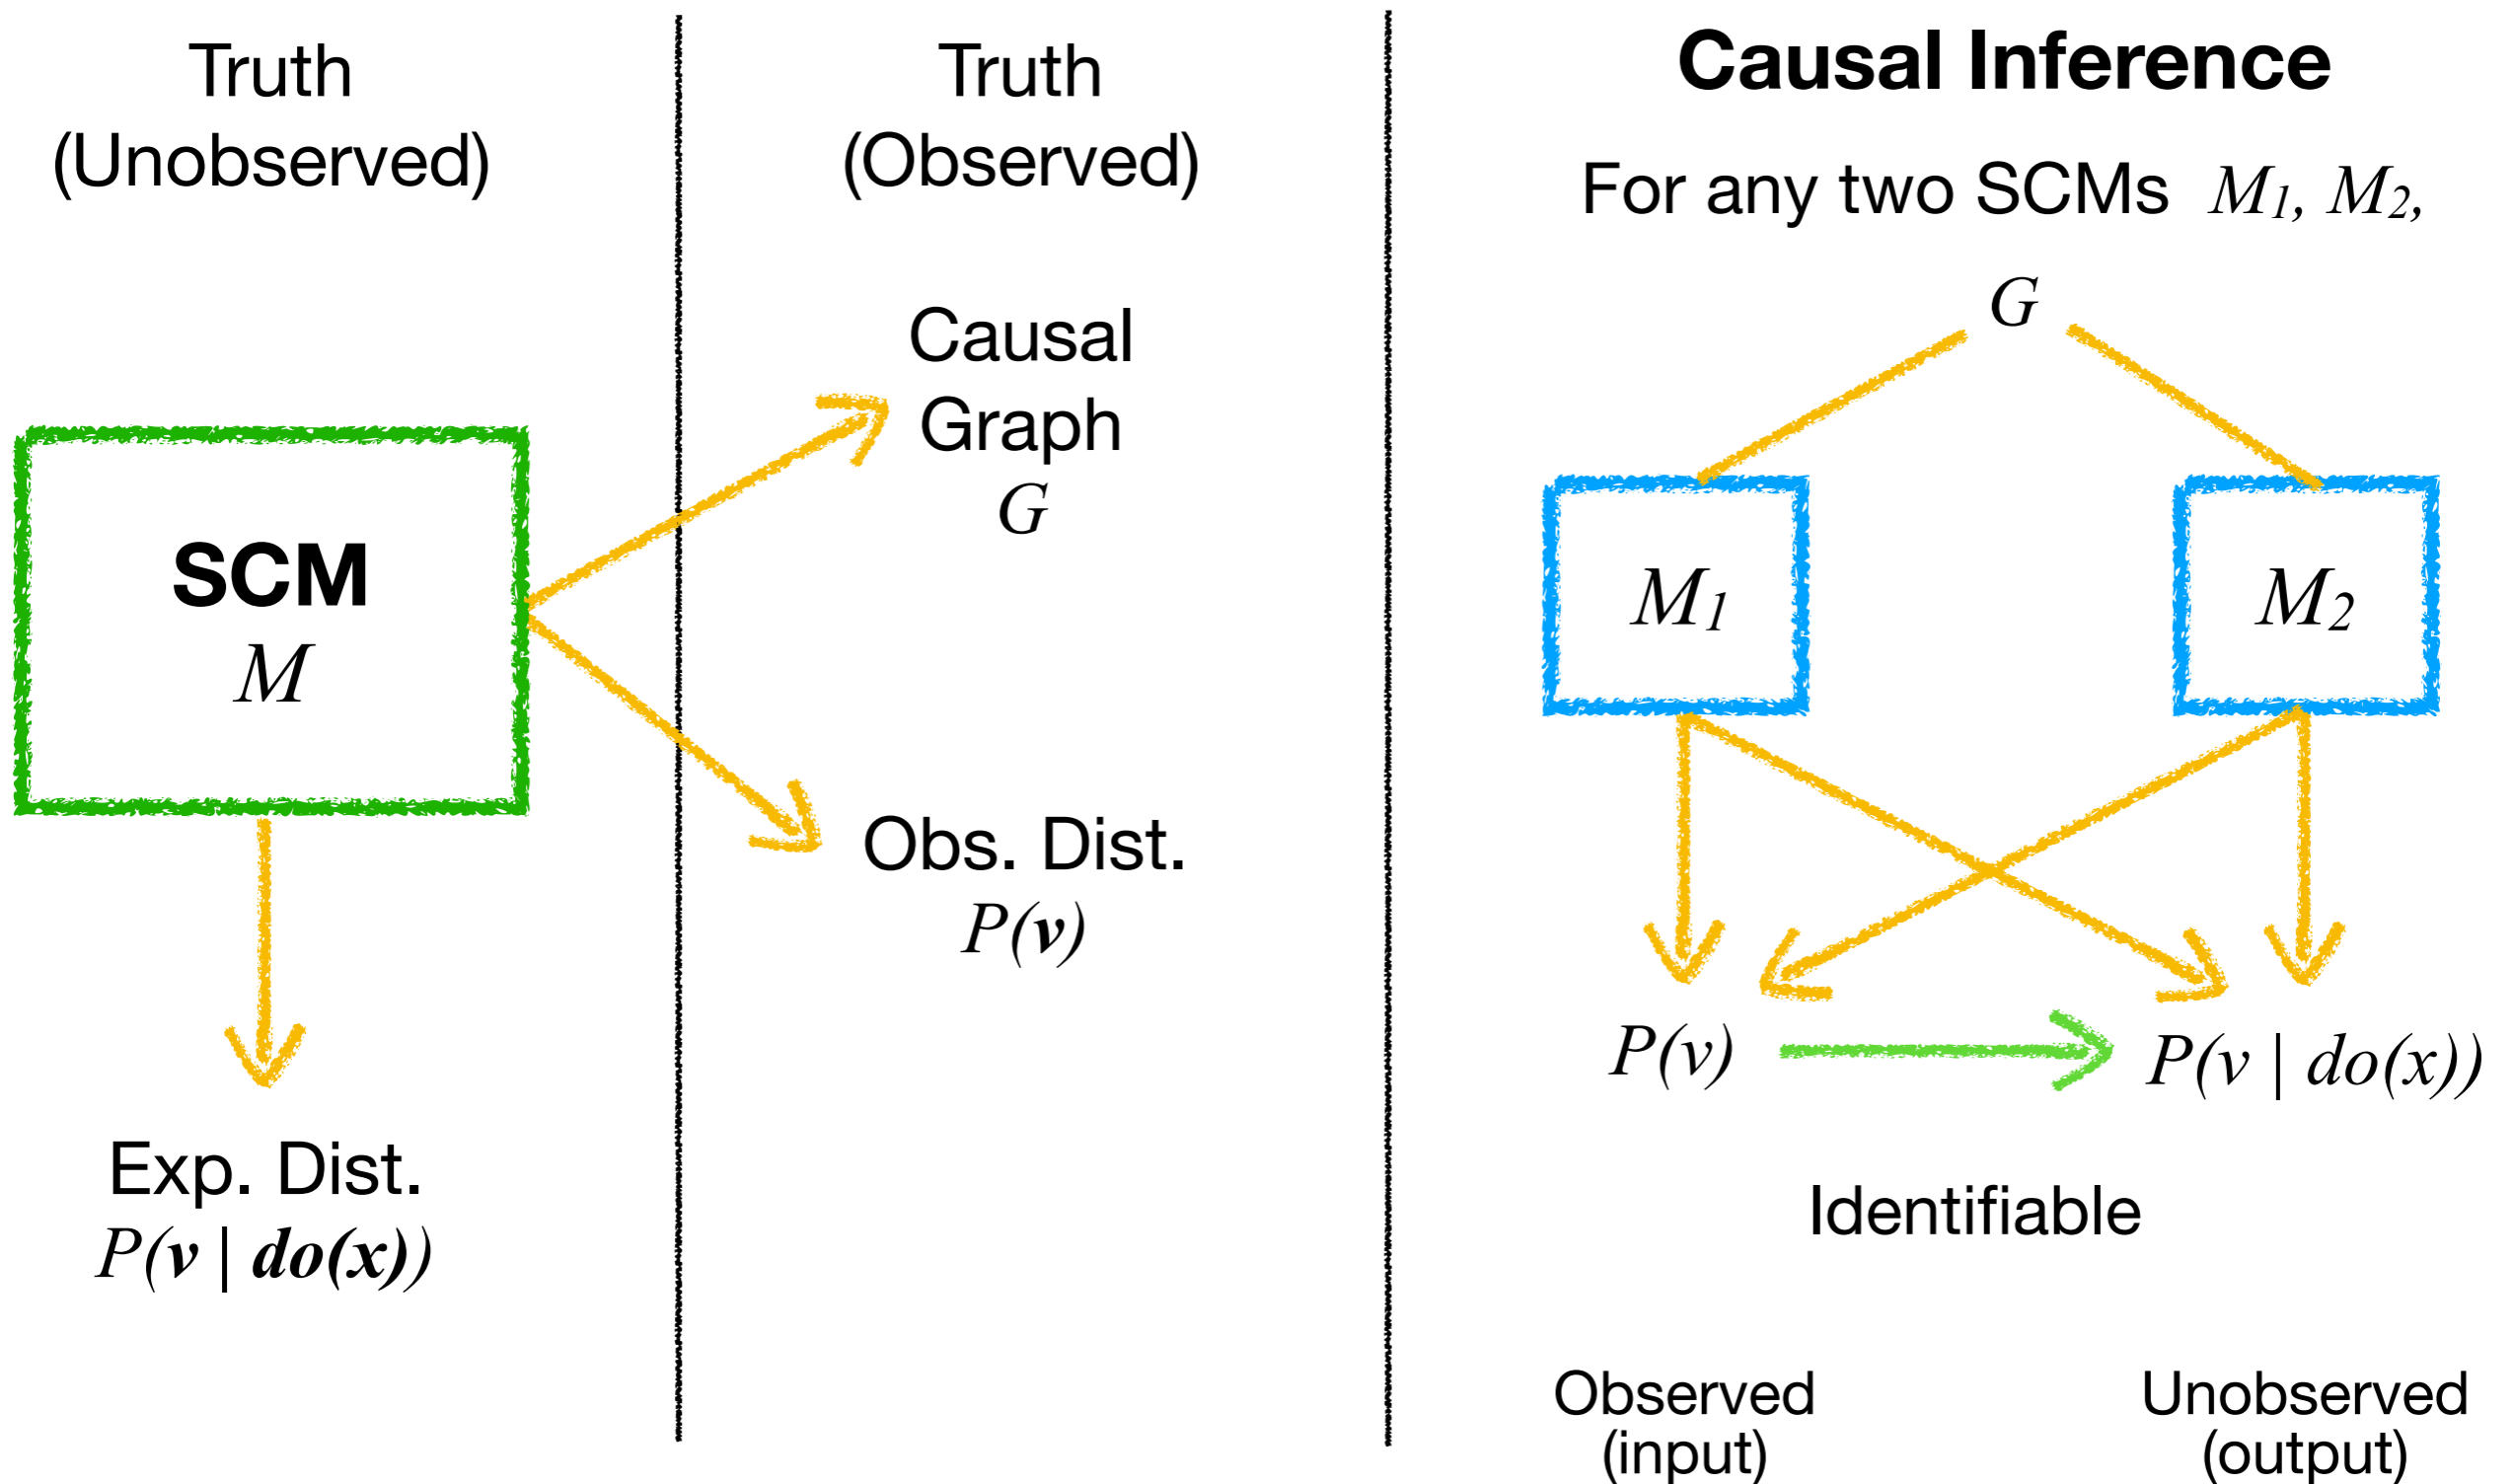 Truth
(Unobserved)
SCM
M
Exp. Dist.
P(v | do(x))
Truth
(Observed)
Causal
Graph
G
Obs. Dist.
P(v)
Causal Inference
For any two SCMs M1, M2,
G
M1
M2
P(v)
P(v | do(x))
Identifiable
Observed
(input)
Unobserved
(output)